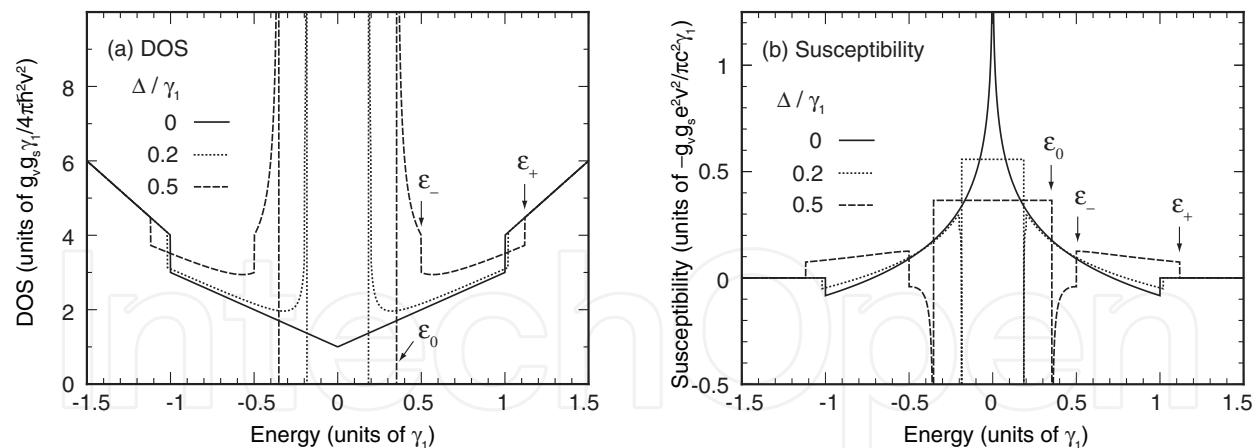 (a) DOS
Δ / γ₁
0
0.2
0.5
ε₋
ε₊
ε₀
DOS (units of gᵥgₛγ₁/4πħ²v²)
0
2
4
6
8
-1.5
-1
-0.5
0
0.5
1
1.5
Energy (units of γ₁)
(b) Susceptibility
Δ / γ₁
0
0.2
0.5
ε₀
ε₋
ε₊
Susceptibility (units of −gᵥgₛe²v²/πc²γ₁)
1
0.5
0
-0.5
-1.5
-1
-0.5
0
0.5
1
1.5
Energy (units of γ₁)
IntechOpen